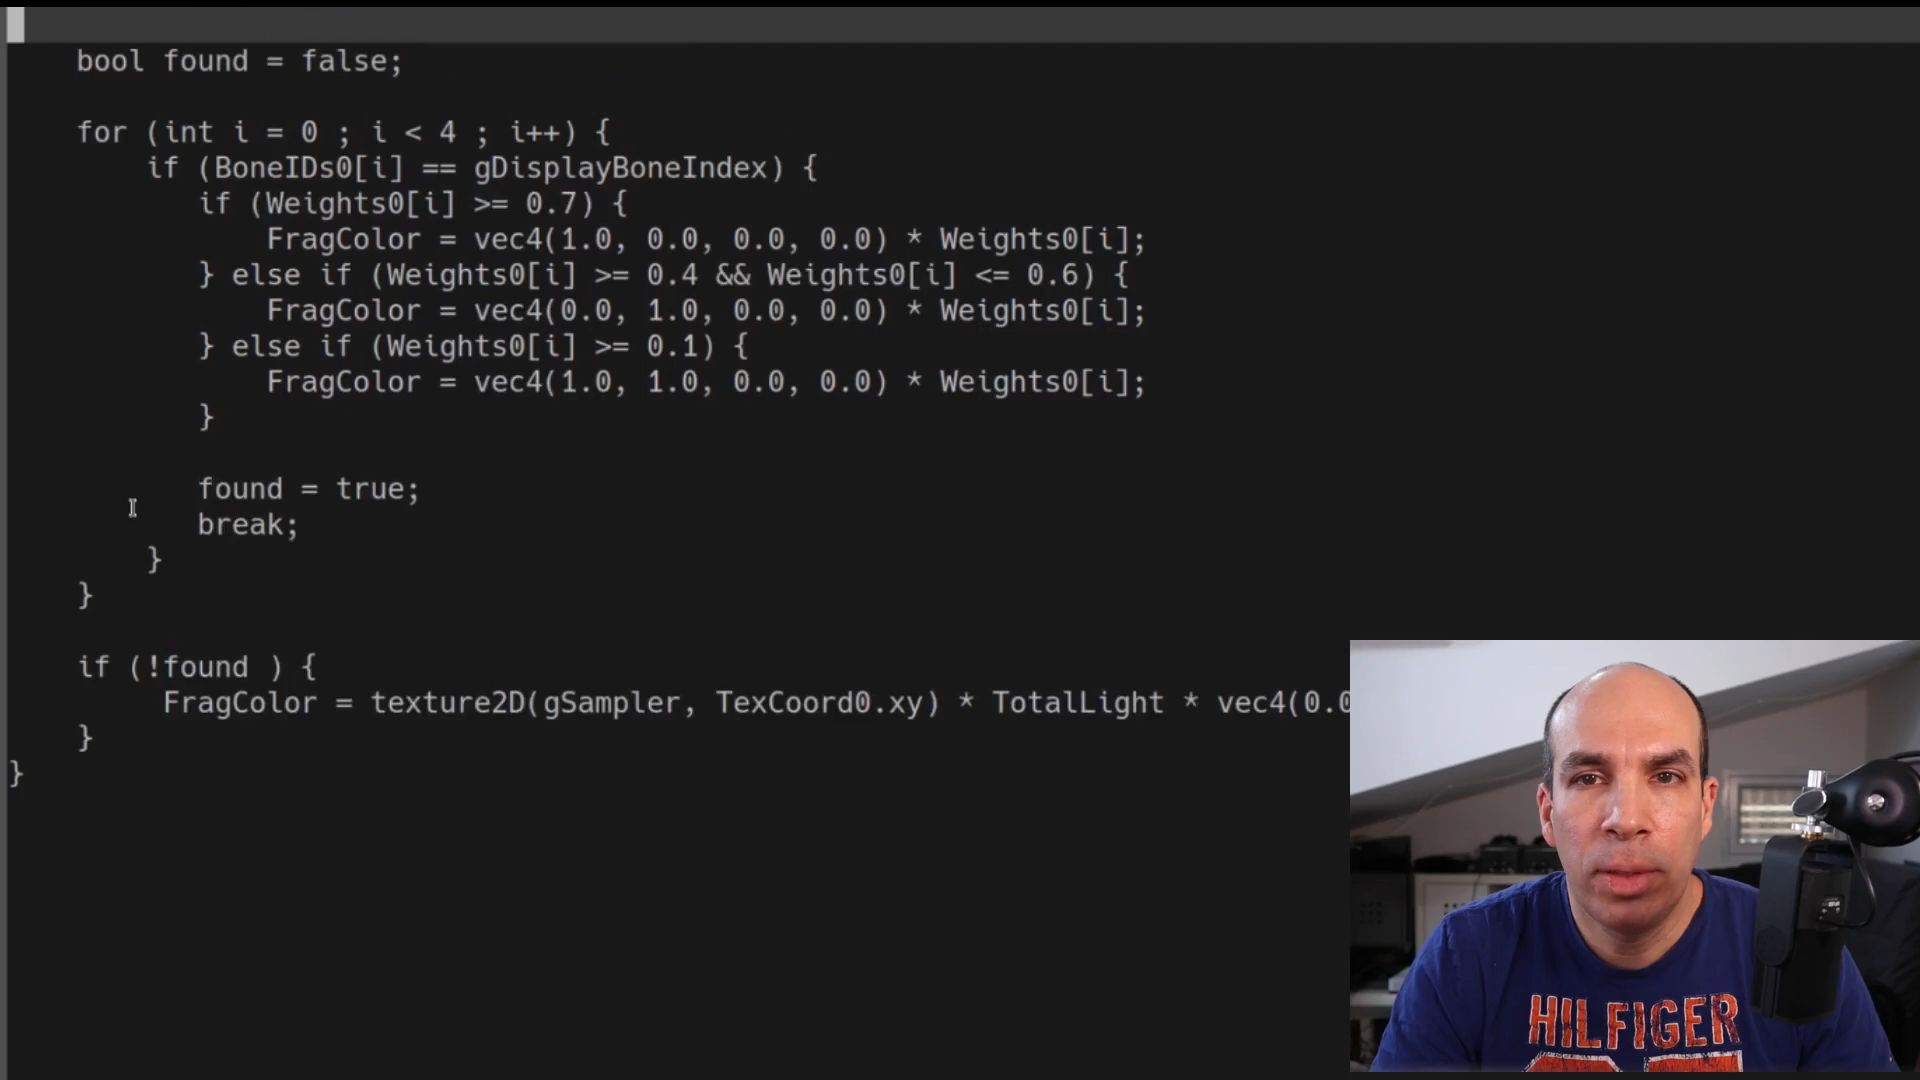 bool found = false;
for (int i = 0 ; i < 4 ; i++) {
if (BoneIDs0[i] == gDisplayBoneIndex) {
if (Weights0[i] >= 0.7) {
FragColor = vec4(1.0, 0.0, 0.0, 0.0) * Weights0[i];
} else if (Weights0[i] >= 0.4 && Weights0[i] <= 0.6) {
FragColor = vec4(0.0, 1.0, 0.0, 0.0) * Weights0[i];
} else if (Weights0[i] >= 0.1) {
FragColor = vec4(1.0, 1.0, 0.0, 0.0) * Weights0[i];
}
found = true;
break;
}
}
if (!found ) {
FragColor = texture2D(gSampler, TexCoord0.xy) * TotalLight * vec4(0.0
}
}
HILFIGER